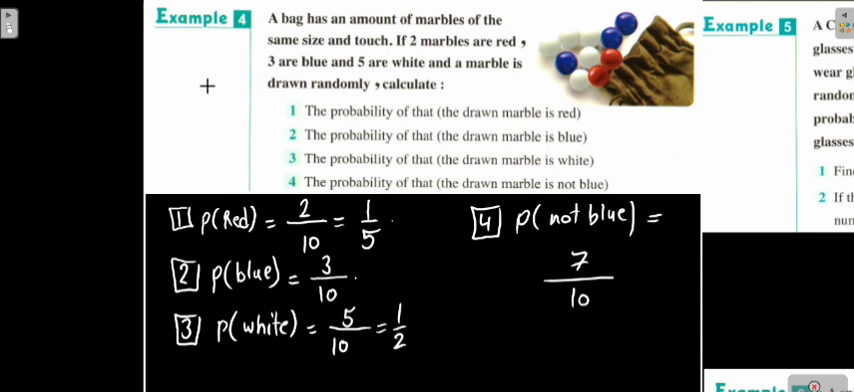 Example 4
A bag has an amount of marbles of the
same size and touch. If 2 marbles are red ,
3 are blue and 5 are white and a marble is
drawn randomly , calculate :
1 The probability of that (the drawn marble is red)
2 The probability of that (the drawn marble is blue)
3 The probability of that (the drawn marble is white)
4 The probability of that (the drawn marble is not blue)
+
1 P(Red) = 2/10 = 1/5 .
2 P(blue) = 3/10 .
3 P(white) = 5/10 = 1/2
4 P(not blue) =
7/10
Example 5
A C
glasses
wear g
random
probab
glasses
1 Fin
2 If th
num
Example